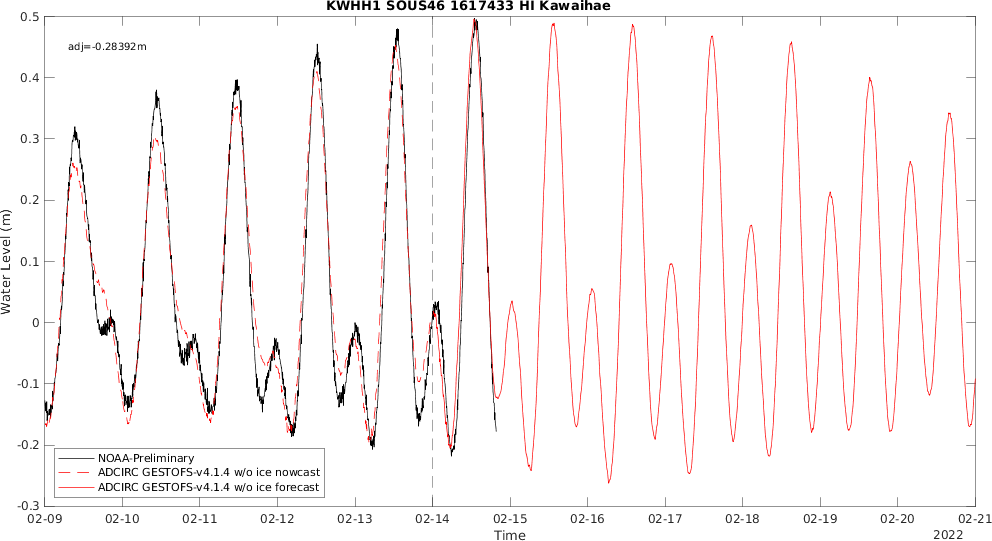 KWHH1 SOUS46 1617433 HI Kawaihae
adj=-0.28392m
0.5
0.4
0.3
0.2
0.1
0
-0.1
-0.2
-0.3
Water Level (m)
NOAA-Preliminary
ADCIRC GESTOFS-v4.1.4 w/o ice nowcast
ADCIRC GESTOFS-v4.1.4 w/o ice forecast
02-09 02-10 02-11 02-12 02-13 02-14 02-15 02-16 02-17 02-18 02-19 02-20 02-21
Time
2022